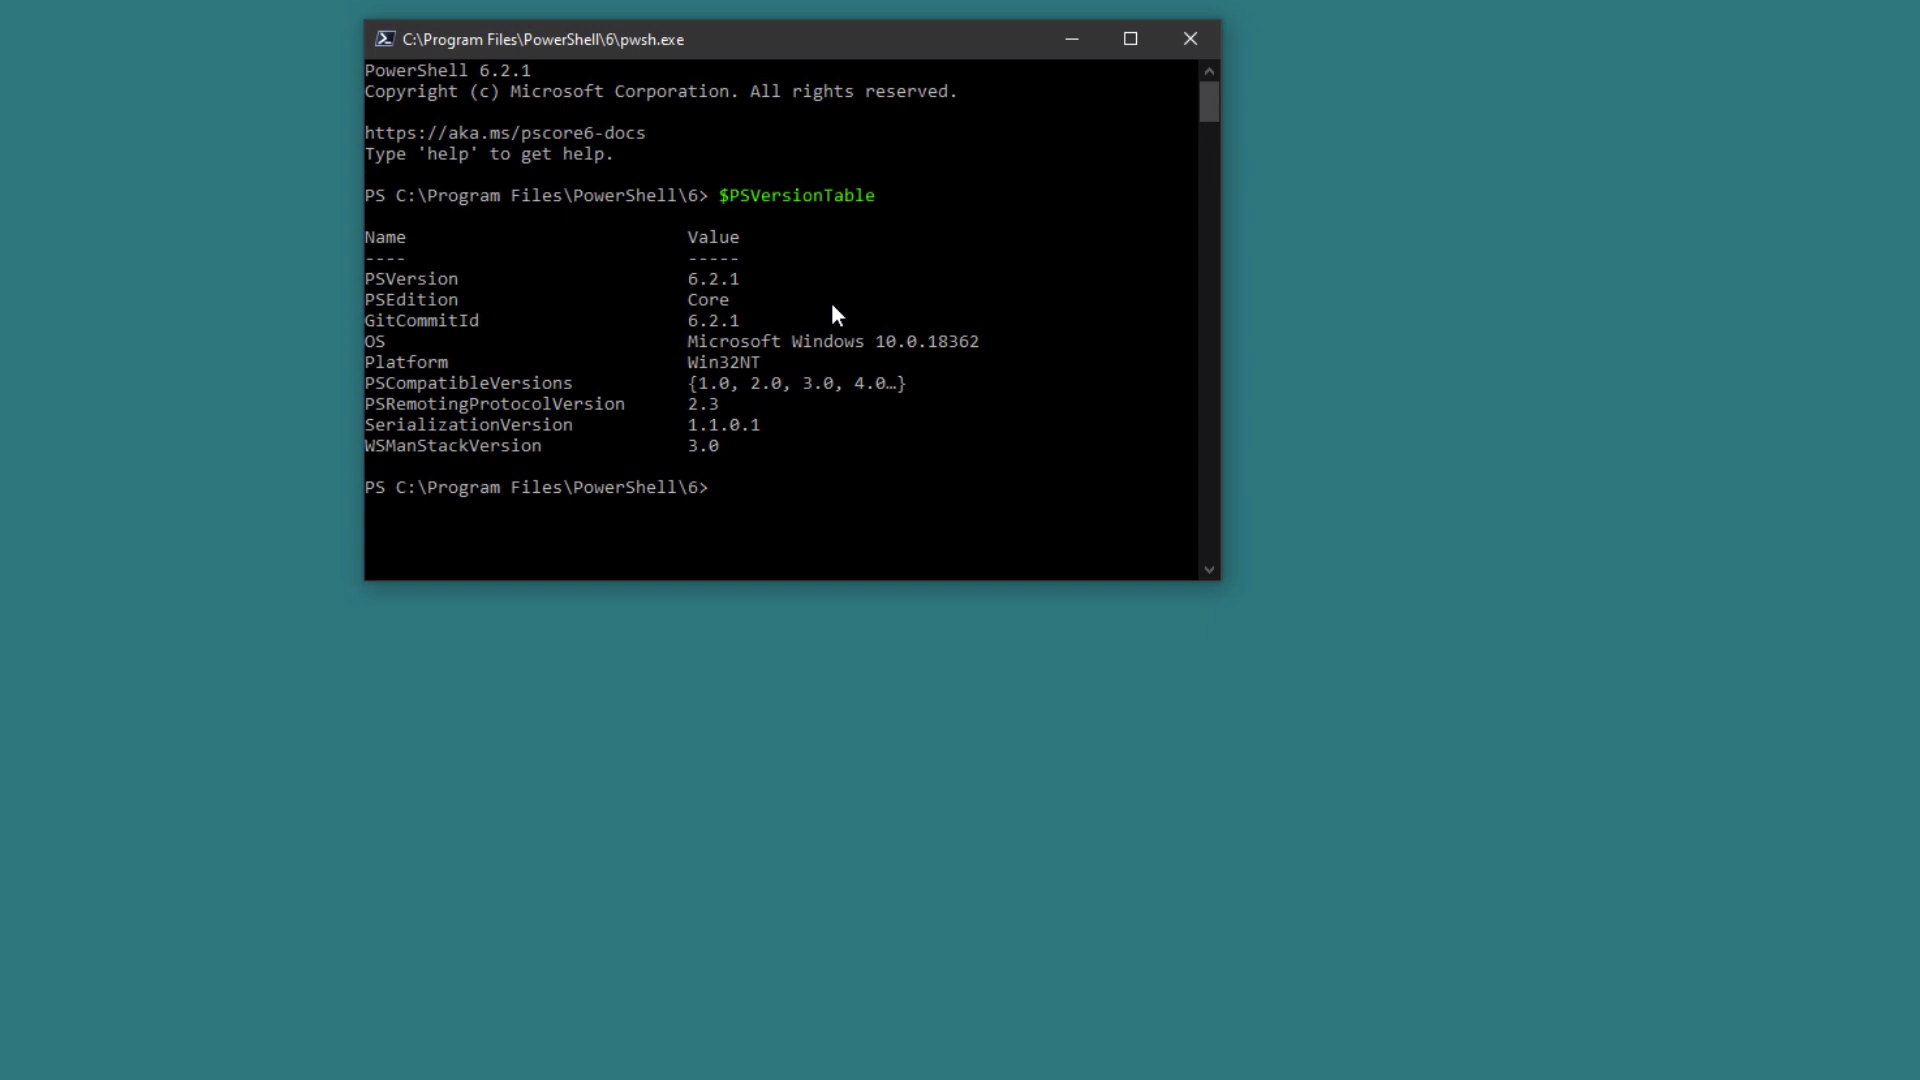 C:\Program Files\PowerShell\6\pwsh.exe
PowerShell 6.2.1
Copyright (c) Microsoft Corporation. All rights reserved.
https://aka.ms/pscore6-docs
Type 'help' to get help.
PS C:\Program Files\PowerShell\6> $PSVersionTable
Name Value
---- -----
PSVersion 6.2.1
PSEdition Core
GitCommitId 6.2.1
OS Microsoft Windows 10.0.18362
Platform Win32NT
PSCompatibleVersions {1.0, 2.0, 3.0, 4.0…}
PSRemotingProtocolVersion 2.3
SerializationVersion 1.1.0.1
WSManStackVersion 3.0
PS C:\Program Files\PowerShell\6>